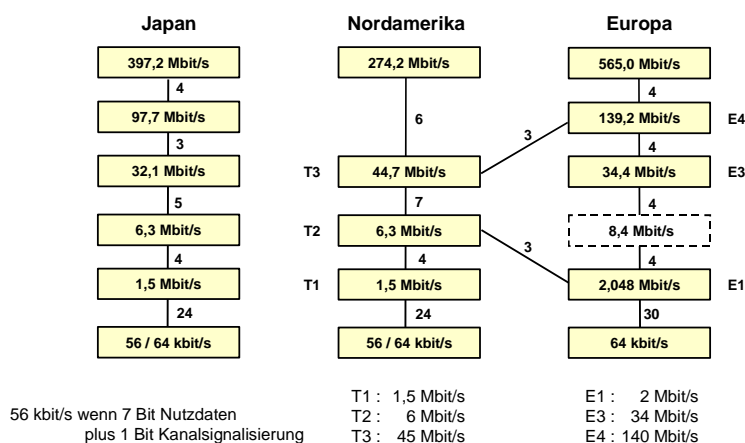 Japan Nordamerika Europa
397,2 Mbit/s 274,2 Mbit/s 565,0 Mbit/s
4 4
97,7 Mbit/s 6 139,2 Mbit/s E4
3 3 4
32,1 Mbit/s T3 44,7 Mbit/s 34,4 Mbit/s E3
5 7 4
6,3 Mbit/s T2 6,3 Mbit/s 8,4 Mbit/s
4 4 3 4
1,5 Mbit/s T1 1,5 Mbit/s 2,048 Mbit/s E1
24 24 30
56 / 64 kbit/s 56 / 64 kbit/s 64 kbit/s
T1 : 1,5 Mbit/s E1 : 2 Mbit/s
56 kbit/s wenn 7 Bit Nutzdaten T2 : 6 Mbit/s E3 : 34 Mbit/s
plus 1 Bit Kanalsignalisierung T3 : 45 Mbit/s E4 : 140 Mbit/s